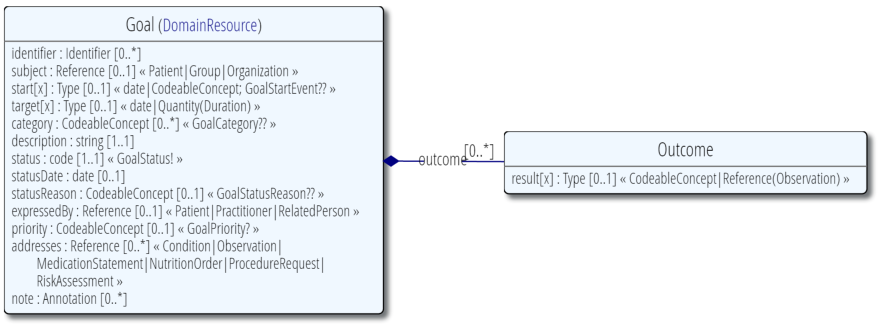 Goal (DomainResource)
identifier : Identifier [0..*]
subject : Reference [0..1] « Patient|Group|Organization »
start[x] : Type [0..1] « date|CodeableConcept; GoalStartEvent?? »
target[x] : Type [0..1] « date|Quantity(Duration) »
category : CodeableConcept [0..*] « GoalCategory?? »
description : string [1..1]
status : code [1..1] « GoalStatus! »
statusDate : date [0..1]
statusReason : CodeableConcept [0..1] « GoalStatusReason?? »
expressedBy : Reference [0..1] « Patient|Practitioner|RelatedPerson »
priority : CodeableConcept [0..1] « GoalPriority? »
addresses : Reference [0..*] « Condition|Observation|
MedicationStatement|NutritionOrder|ProcedureRequest|
RiskAssessment »
note : Annotation [0..*]
outcome [0..*]
Outcome
result[x] : Type [0..1] « CodeableConcept|Reference(Observation) »